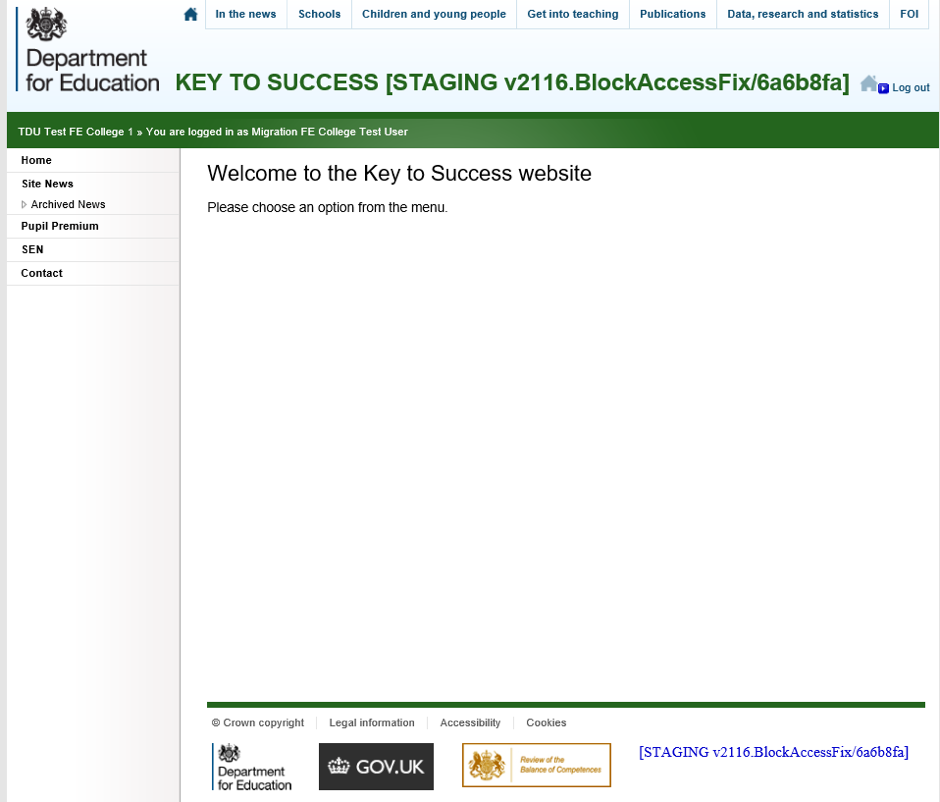 In the news Schools Children and young people Get into teaching Publications Data, research and statistics FOI
Department
for Education
KEY TO SUCCESS [STAGING v2116.BlockAccessFix/6a6b8fa]
Log out
TDU Test FE College 1 » You are logged in as Migration FE College Test User
Home
Site News
Archived News
Pupil Premium
SEN
Contact
Welcome to the Key to Success website
Please choose an option from the menu.
© Crown copyright Legal information Accessibility Cookies
Department
for Education
GOV.UK
Review of the
Balance of Competences
[STAGING v2116.BlockAccessFix/6a6b8fa]